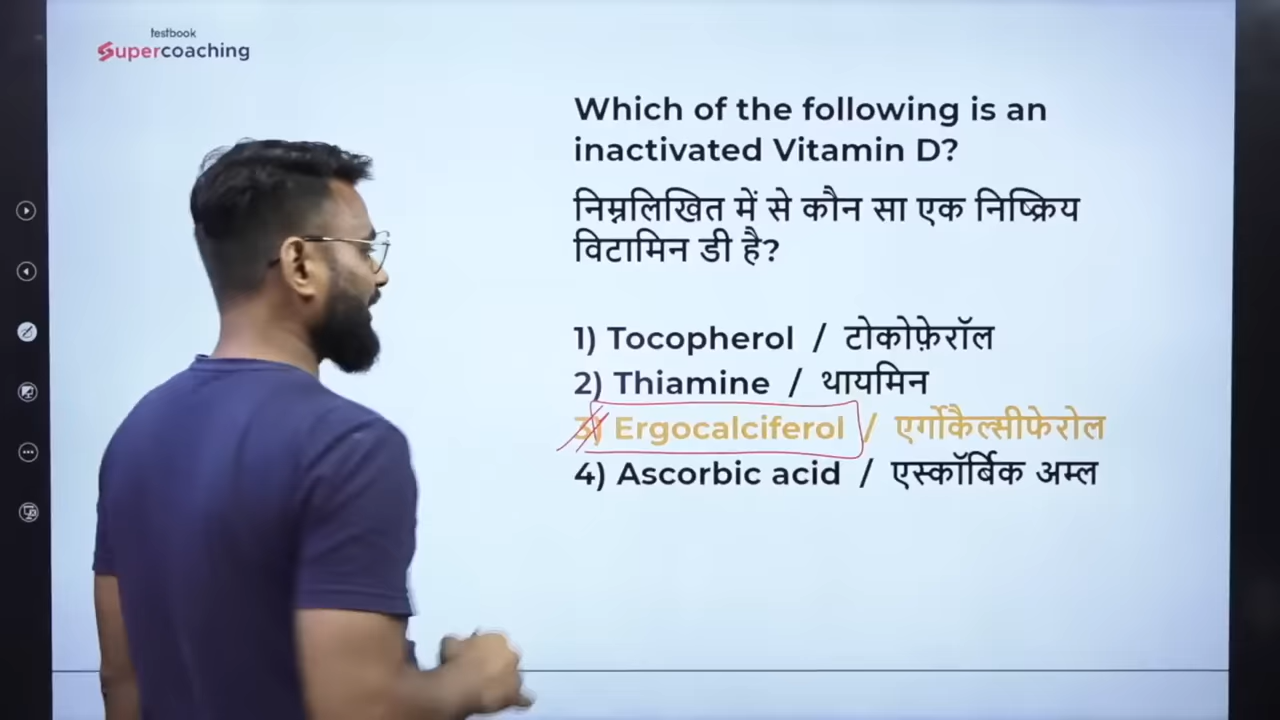 testbook
Supercoaching
Which of the following is an
inactivated Vitamin D?
निम्नलिखित में से कौन सा एक निष्क्रिय
विटामिन डी है?
1) Tocopherol / टोकोफ़ेरॉल
2) Thiamine / थायमिन
3) Ergocalciferol / एर्गोकैल्सीफेरोल
4) Ascorbic acid / एस्कॉर्बिक अम्ल